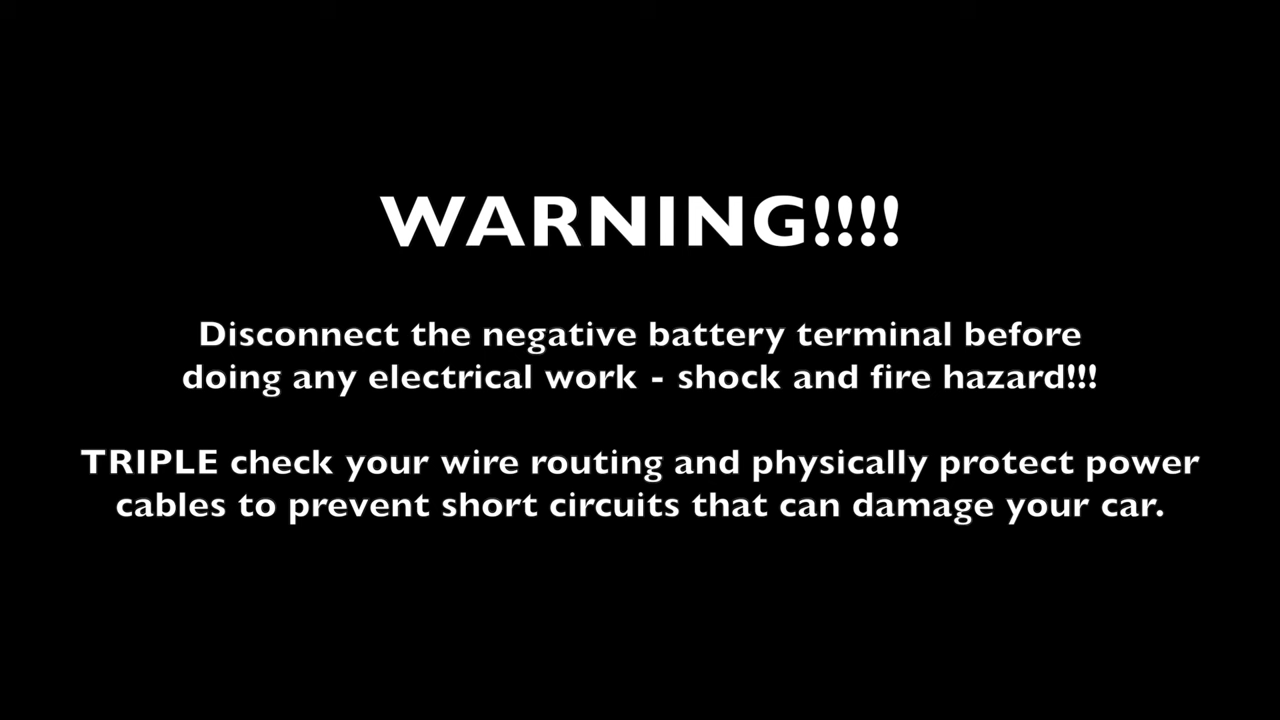 WARNING!!!!
Disconnect the negative battery terminal before
doing any electrical work - shock and fire hazard!!!
TRIPLE check your wire routing and physically protect power
cables to prevent short circuits that can damage your car.